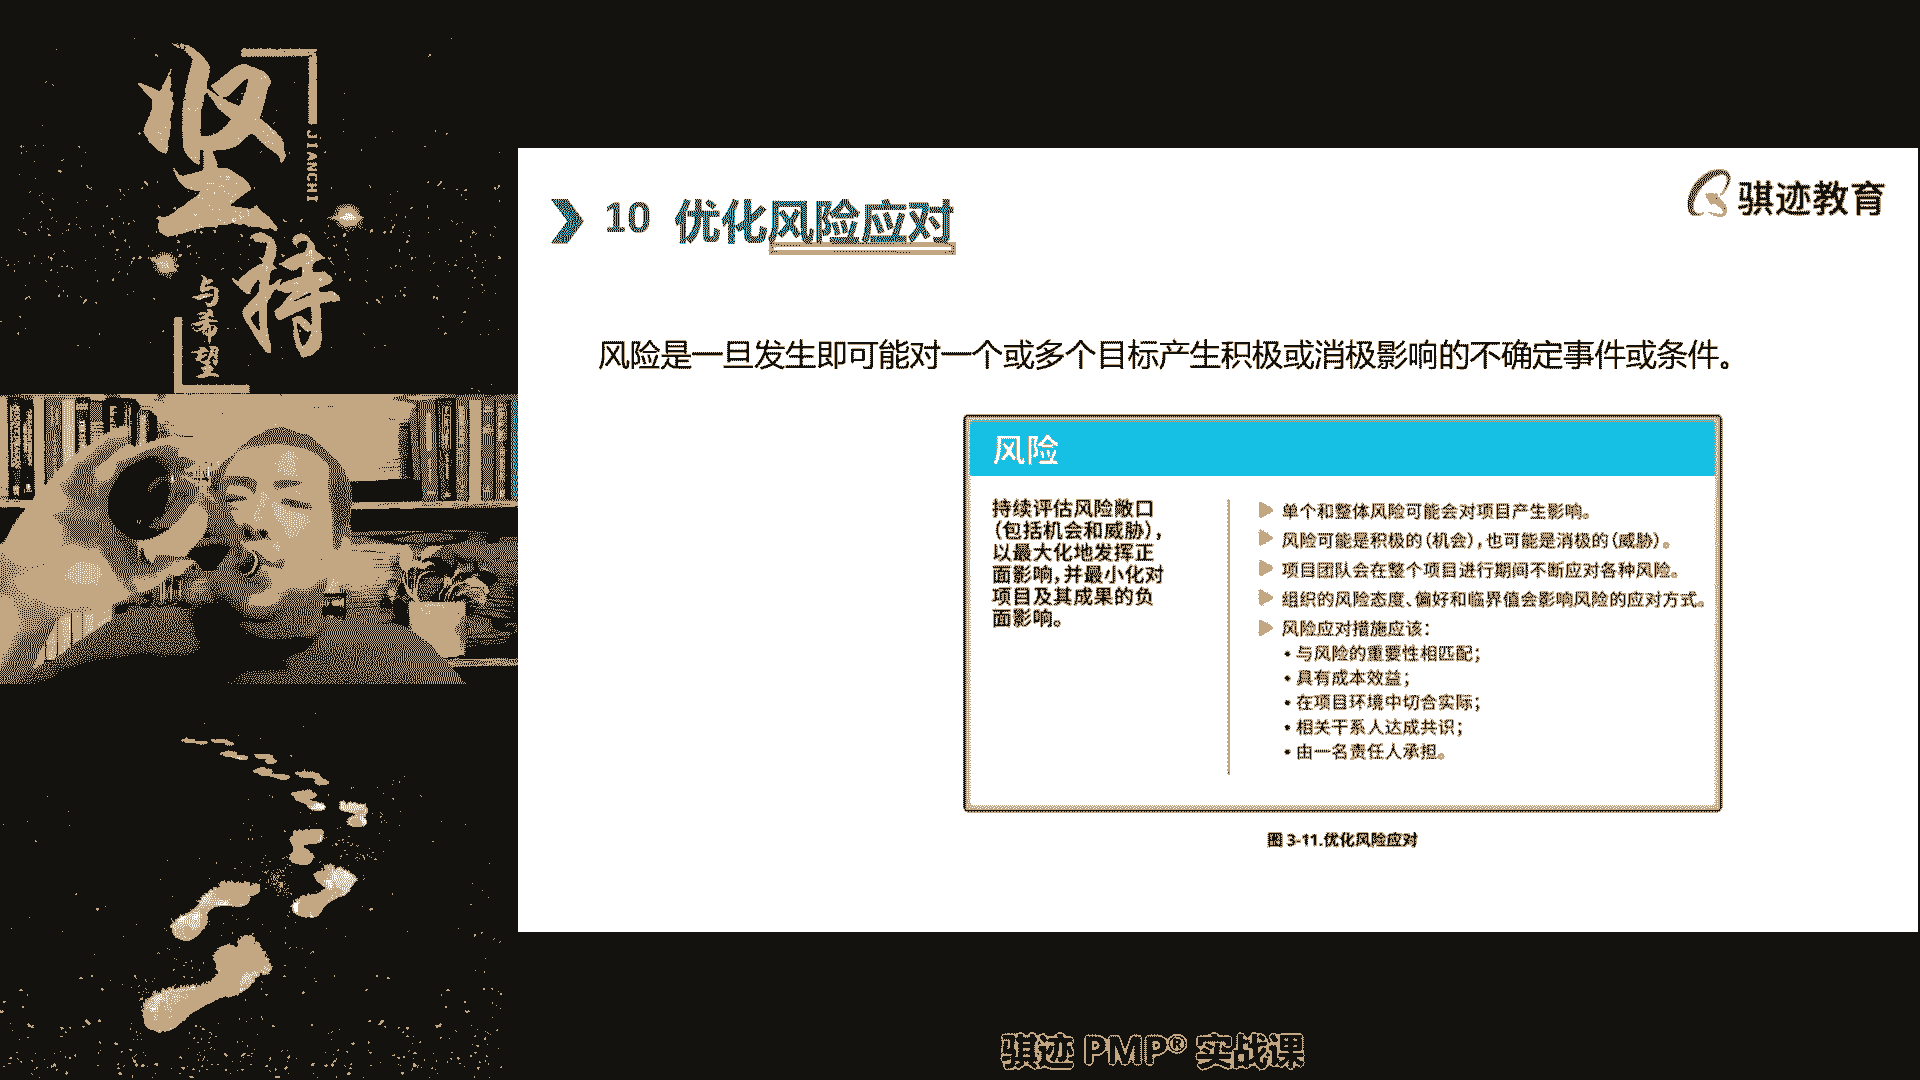 坚持
JIANCHI
与希望
骐迹教育
10 优化风险应对
风险是一旦发生即可能对一个或多个目标产生积极或消极影响的不确定事件或条件。
风险
持续评估风险敞口
（包括机会和威胁），
以最大化地发挥正
面影响，并最小化对
项目及其成果的负
面影响。
单个和整体风险可能会对项目产生影响。
风险可能是积极的（机会），也可能是消极的（威胁）。
项目团队会在整个项目进行期间不断应对各种风险。
组织的风险态度、偏好和临界值会影响风险的应对方式。
风险应对措施应该：
• 与风险的重要性相匹配；
• 具有成本效益；
• 在项目环境中切合实际；
• 相关干系人达成共识；
• 由一名责任人承担。
图 3-11.优化风险应对
骐迹 PMP® 实战课